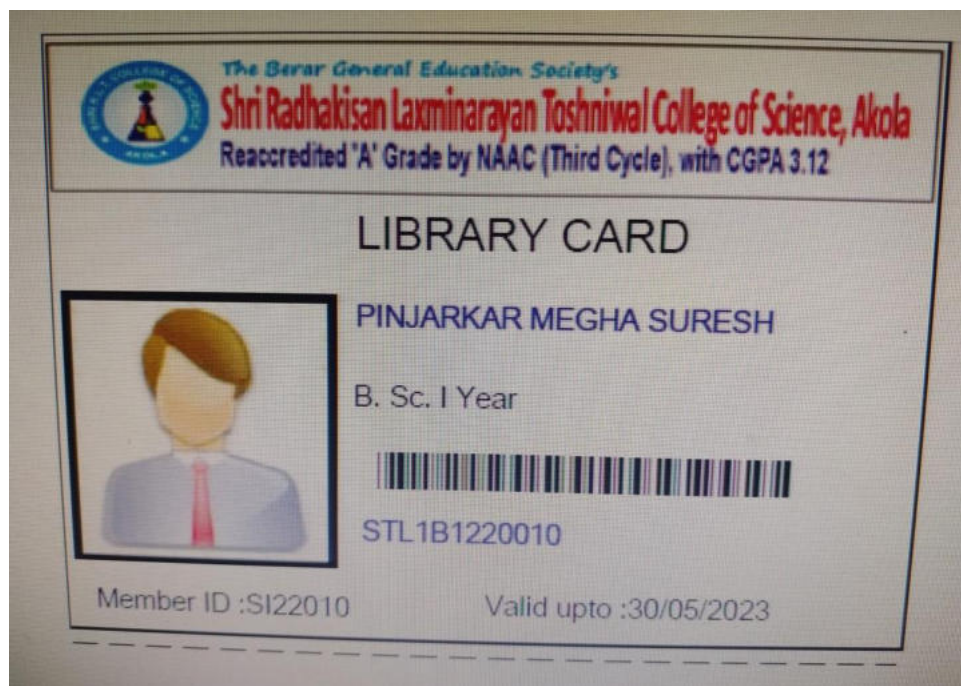 The Berar General Education Society's
Shri Radhakisan Laxminarayan Toshniwal College of Science, Akola
Reaccredited 'A' Grade by NAAC (Third Cycle), with CGPA 3.12
LIBRARY CARD
PINJARKAR MEGHA SURESH
B. Sc. I Year
STL1B1220010
Member ID :SI22010
Valid upto :30/05/2023